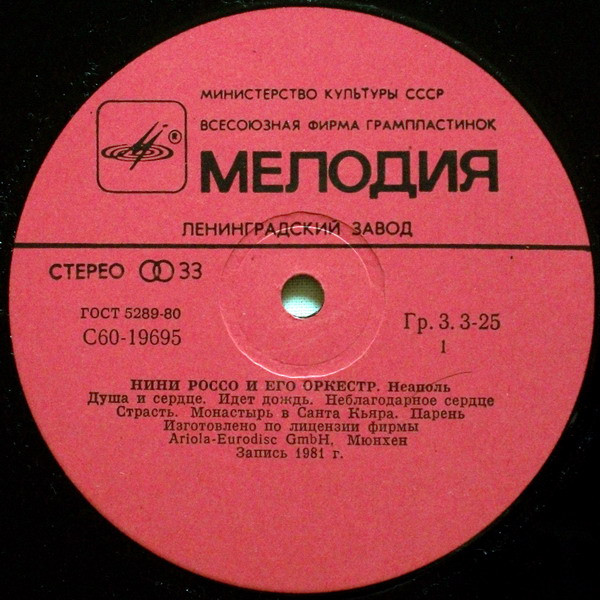 МИНИСТЕРСТВО КУЛЬТУРЫ СССР
ВСЕСОЮЗНАЯ ФИРМА ГРАМПЛАСТИНОК
®
МЕЛОДИЯ
ЛЕНИНГРАДСКИЙ ЗАВОД
СТЕРЕО 33
ГОСТ 5289-80
С60-19695
Гр. 3. 3-25
1
НИНИ РОССО И ЕГО ОРКЕСТР. Неаполь
Душа и сердце. Идет дождь. Неблагодарное сердце
Страсть. Монастырь в Санта Кьяра. Парень
Изготовлено по лицензии фирмы
Ariola-Eurodisc GmbH, Мюнхен
Запись 1981 г.